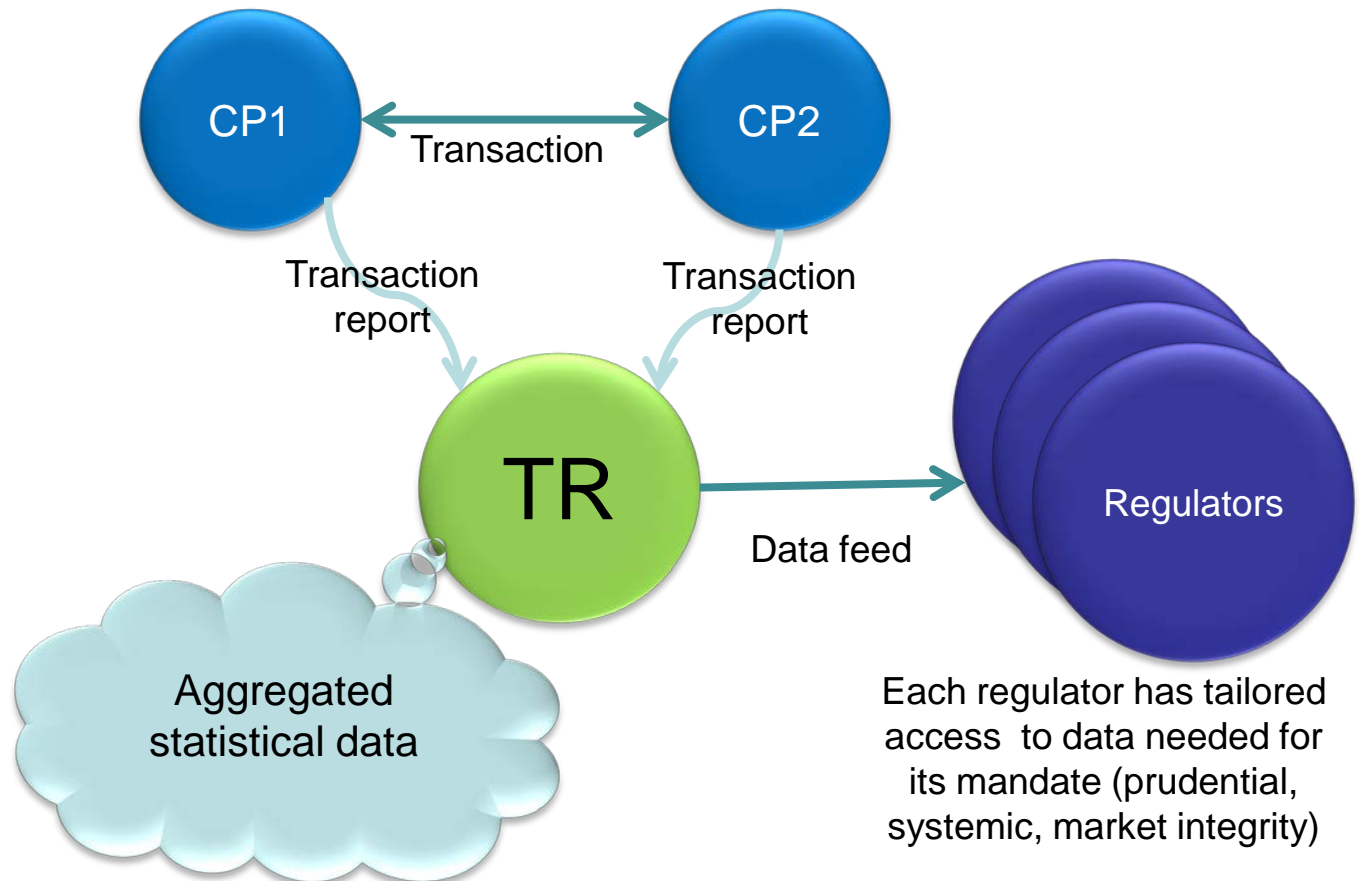 CP1
CP2
Transaction
Transaction
report
Transaction
report
TR
Regulators
Data feed
Aggregated
statistical data
Each regulator has tailored
access  to data needed for
its mandate (prudential,
systemic, market integrity)